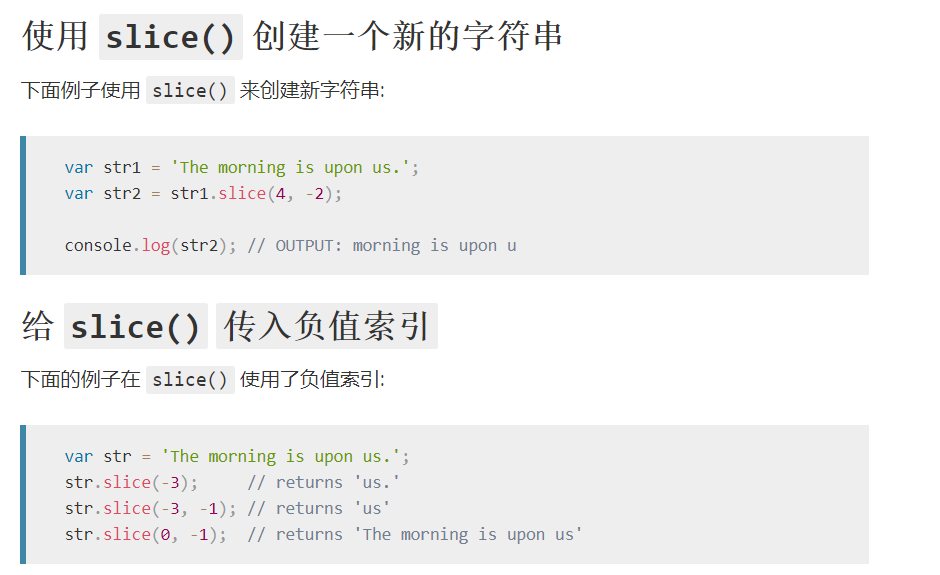 使用 slice() 创建一个新的字符串
下面例子使用 slice() 来创建新字符串:
var str1 = 'The morning is upon us.';
var str2 = str1.slice(4, -2);
console.log(str2); // OUTPUT: morning is upon u
给 slice() 传入负值索引
下面的例子在 slice() 使用了负值索引:
var str = 'The morning is upon us.';
str.slice(-3);     // returns 'us.'
str.slice(-3, -1); // returns 'us'
str.slice(0, -1);  // returns 'The morning is upon us'